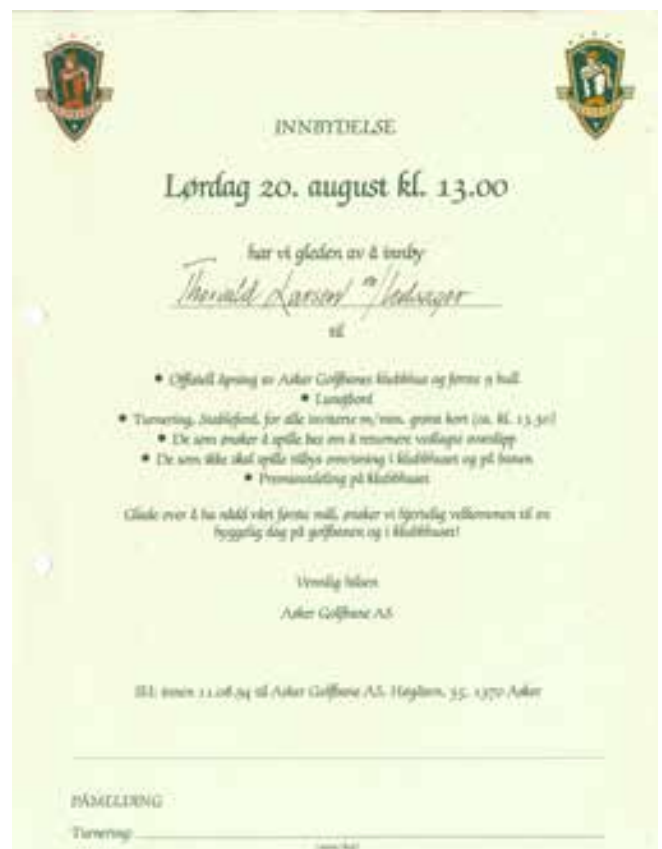 INNBYDELSE
Lørdag 20. august kl. 13.00
har vi gleden av å innby
Thorvald Larsen m/ledsager
til
• Offisiell åpning av Asker Golfbanes klubbhus og første 9 hull
• Lunsjbord
• Turnering, Stableford, for alle inviterte m/min. grønt kort (ca. kl. 13.30)
• De som ønsker å spille bes om å returnere vedlagte svarslipp
• De som ikke skal spille tilbys omvisning i klubbhuset og på banen
• Premieutdeling på klubbhuset
Glade over å ha nådd vårt første mål, ønsker vi hjertelig velkommen til en
hyggelig dag på golfbanen og i klubbhuset!
Vennlig hilsen
Asker Golfbane AS
innen 11.08.94 til Asker Golfbane AS, 35, 1370 Asker
PÅMELDING
Turnering: